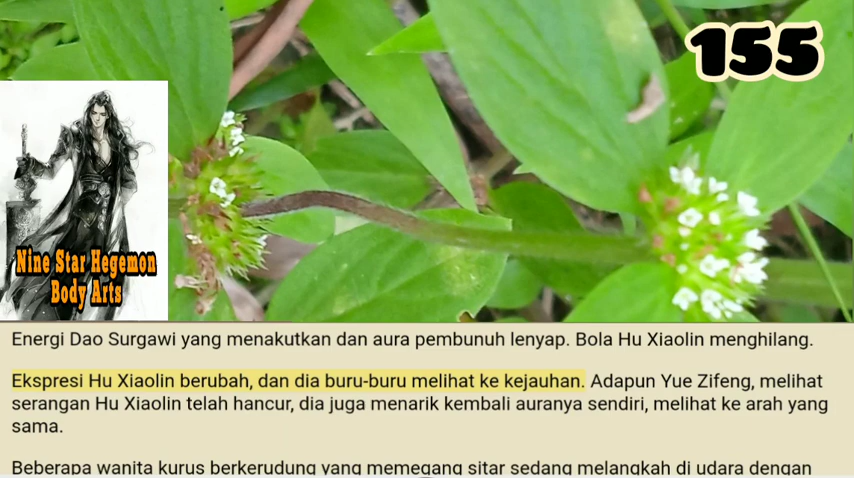 155
Nine Star Hegemon
Body Arts
Energi Dao Surgawi yang menakutkan dan aura pembunuh lenyap. Bola Hu Xiaolin menghilang.
Ekspresi Hu Xiaolin berubah, dan dia buru-buru melihat ke kejauhan. Adapun Yue Zifeng, melihat
serangan Hu Xiaolin telah hancur, dia juga menarik kembali auranya sendiri, melihat ke arah yang
sama.
Beberapa wanita kurus berkerudung yang memegang sitar sedang melangkah di udara dengan